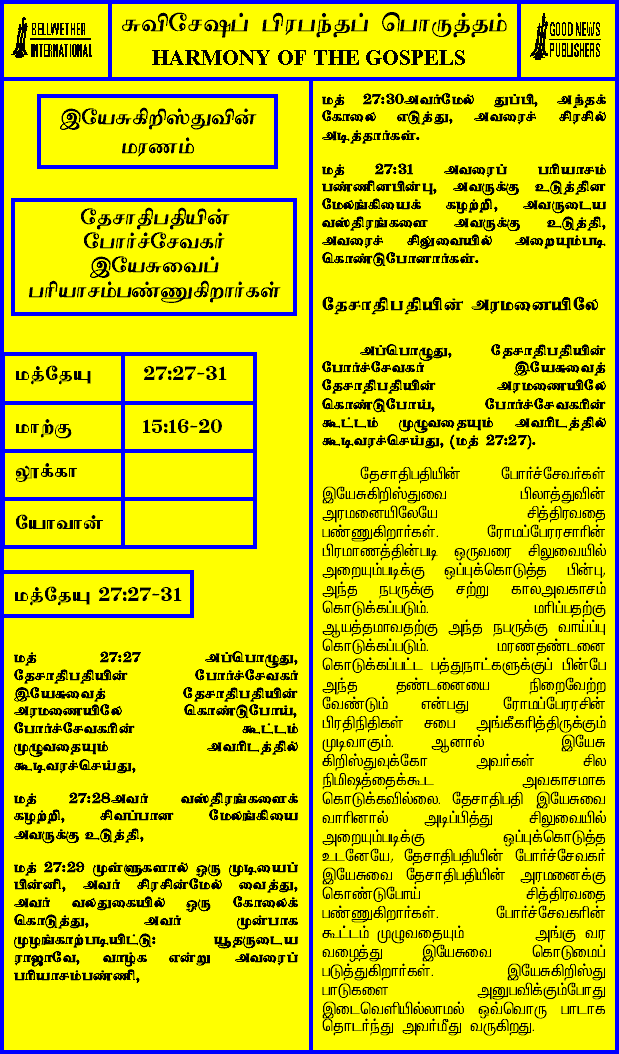 BELLWETHER
INTERNATIONAL
சுவிசேஷப் பிரபந்தப் பொருத்தம்
HARMONY OF THE GOSPELS
GOOD NEWS
PUBLISHERS
இயேசுகிறிஸ்துவின்
மரணம்
தேசாதிபதியின்
போர்ச்சேவகர்
இயேசுவைப்
பரியாசம்பண்ணுகிறார்கள்
மத்தேயு 27:27-31
மாற்கு 15:16-20
லூக்கா
யோவான்
மத்தேயு 27:27-31
மத் 27:27 அப்பொழுது,
தேசாதிபதியின் போர்ச்சேவகர்
இயேசுவைத் தேசாதிபதியின்
அரமணையிலே கொண்டுபோய்,
போர்ச்சேவகரின் கூட்டம்
முழுவதையும் அவரிடத்தில்
கூடிவரச்செய்து,
மத் 27:28அவர் வஸ்திரங்களைக்
கழற்றி, சிவப்பான மேலங்கியை
அவருக்கு உடுத்தி,
மத் 27:29 முள்ளுகளால் ஒரு முடியைப்
பின்னி, அவர் சிரசின்மேல் வைத்து,
அவர் வலதுகையில் ஒரு கோலைக்
கொடுத்து, அவர் முன்பாக
முழங்காற்படியிட்டு: யூதருடைய
ராஜாவே, வாழ்க என்று அவரைப்
பரியாசம்பண்ணி,
மத் 27:30அவர்மேல் துப்பி, அந்தக்
கோலை எடுத்து, அவரைச் சிரசில்
அடித்தார்கள்.
மத் 27:31 அவரைப் பரியாசம்
பண்ணினபின்பு, அவருக்கு உடுத்தின
மேலங்கியைக் கழற்றி, அவருடைய
வஸ்திரங்களை அவருக்கு உடுத்தி,
அவரைச் சிலுவையில் அறையும்படி
கொண்டுபோனார்கள்.
தேசாதிபதியின் அரமனையிலே
அப்பொழுது, தேசாதிபதியின்
போர்ச்சேவகர் இயேசுவைத்
தேசாதிபதியின் அரமணையிலே
கொண்டுபோய், போர்ச்சேவகரின்
கூட்டம் முழுவதையும் அவரிடத்தில்
கூடிவரச்செய்து, (மத் 27:27).
தேசாதிபதியின் போர்ச்சேவர்கள்
இயேசுகிறிஸ்துவை பிலாத்துவின்
அரமனையிலேயே சித்திரவதை
பண்ணுகிறார்கள். ரோமப்பேரரசாரின்
பிரமாணத்தின்படி ஒருவரை சிலுவையில்
அறையும்படிக்கு ஒப்புக்கொடுத்த பின்பு,
அந்த நபருக்கு சற்று காலஅவகாசம்
கொடுக்கப்படும். மரிப்பதற்கு
ஆயத்தமாவதற்கு அந்த நபருக்கு வாய்ப்பு
கொடுக்கப்படும். மரணதண்டனை
கொடுக்கப்பட்ட பத்துநாட்களுக்குப் பின்பே
அந்த தண்டனையை நிறைவேற்ற
வேண்டும் என்பது ரோமப்பேரரசின்
பிரதிநிதிகள் சபை அங்கீகரித்திருக்கும்
முடிவாகும். ஆனால் இயேசு
கிறிஸ்துவுக்கோ அவர்கள் சில
நிமிஷத்தைக்கூட அவகாசமாக
கொடுக்கவில்லை. தேசாதிபதி இயேசுவை
வாரினால் அடிப்பித்து சிலுவையில்
அறையும்படிக்கு ஒப்புக்கொடுத்த
உடனேயே, தேசாதிபதியின் போர்ச்சேவகர்
இயேசுவை தேசாதிபதியின் அரமனைக்கு
கொண்டுபோய் சித்திரவதை
பண்ணுகிறார்கள். போர்ச்சேவகரின்
கூட்டம் முழுவதையும் அங்கு வர
வழைத்து இயேசுவை கொடுமைப்
படுத்துகிறார்கள். இயேசுகிறிஸ்து
பாடுகளை அனுபவிக்கும்போது
இடைவெளியில்லாமல் ஒவ்வொரு பாடாக
தொடர்ந்து அவர்மீது வருகிறது.